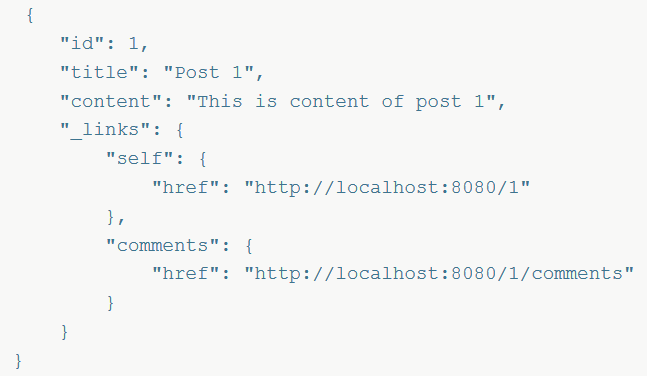 {
    "id": 1,
    "title": "Post 1",
    "content": "This is content of post 1",
    "_links": {
        "self": {
            "href": "http://localhost:8080/1"
        },
        "comments": {
            "href": "http://localhost:8080/1/comments"
        }
    }
}